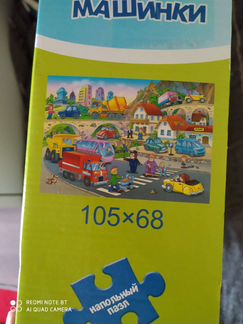 МАШИНКИ
105×68
напольный
пазл
REDMI NOTE 8T
AI QUAD CAMERA